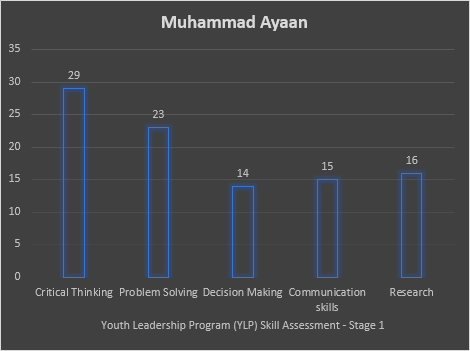 Muhammad Ayaan
35
30
25
20
15
10
5
0
29
23
14
15
16
Critical Thinking
Problem Solving
Decision Making
Communication
skills
Research
Youth Leadership Program (YLP) Skill Assessment - Stage 1